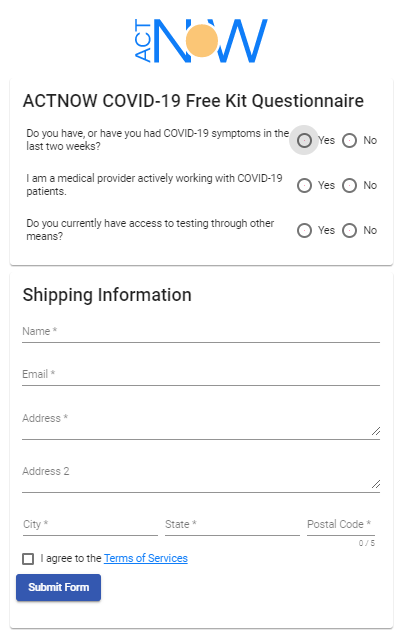 ACT NOW
ACTNOW COVID-19 Free Kit Questionnaire
Do you have, or have you had COVID-19 symptoms in the
last two weeks?
Yes
No
I am a medical provider actively working with COVID-19
patients.
Yes
No
Do you currently have access to testing through other
means?
Yes
No
Shipping Information
Name *
Email *
Address *
Address 2
City * State * Postal Code *
0 / 5
I agree to the Terms of Services
Submit Form